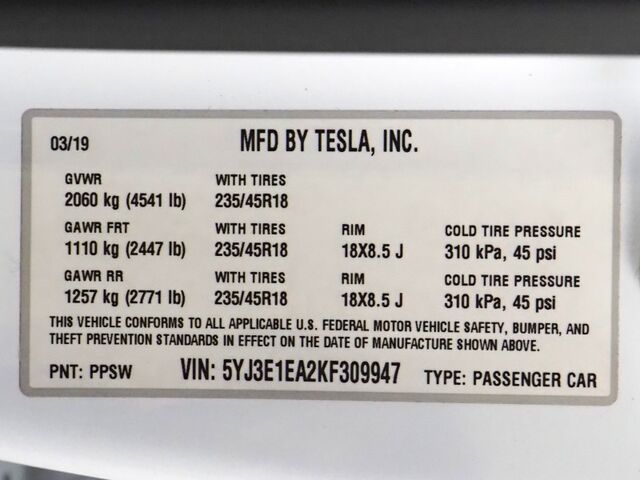 03/19 MFD BY TESLA, INC.
GVWR WITH TIRES
2060 kg (4541 lb) 235/45R18
GAWR FRT WITH TIRES RIM COLD TIRE PRESSURE
1110 kg (2447 lb) 235/45R18 18X8.5 J 310 kPa, 45 psi
GAWR RR WITH TIRES RIM COLD TIRE PRESSURE
1257 kg (2771 lb) 235/45R18 18X8.5 J 310 kPa, 45 psi
THIS VEHICLE CONFORMS TO ALL APPLICABLE U.S. FEDERAL MOTOR VEHICLE SAFETY, BUMPER, AND
THEFT PREVENTION STANDARDS IN EFFECT ON THE DATE OF MANUFACTURE SHOWN ABOVE.
PNT: PPSW VIN: 5YJ3E1EA2KF309947 TYPE: PASSENGER CAR